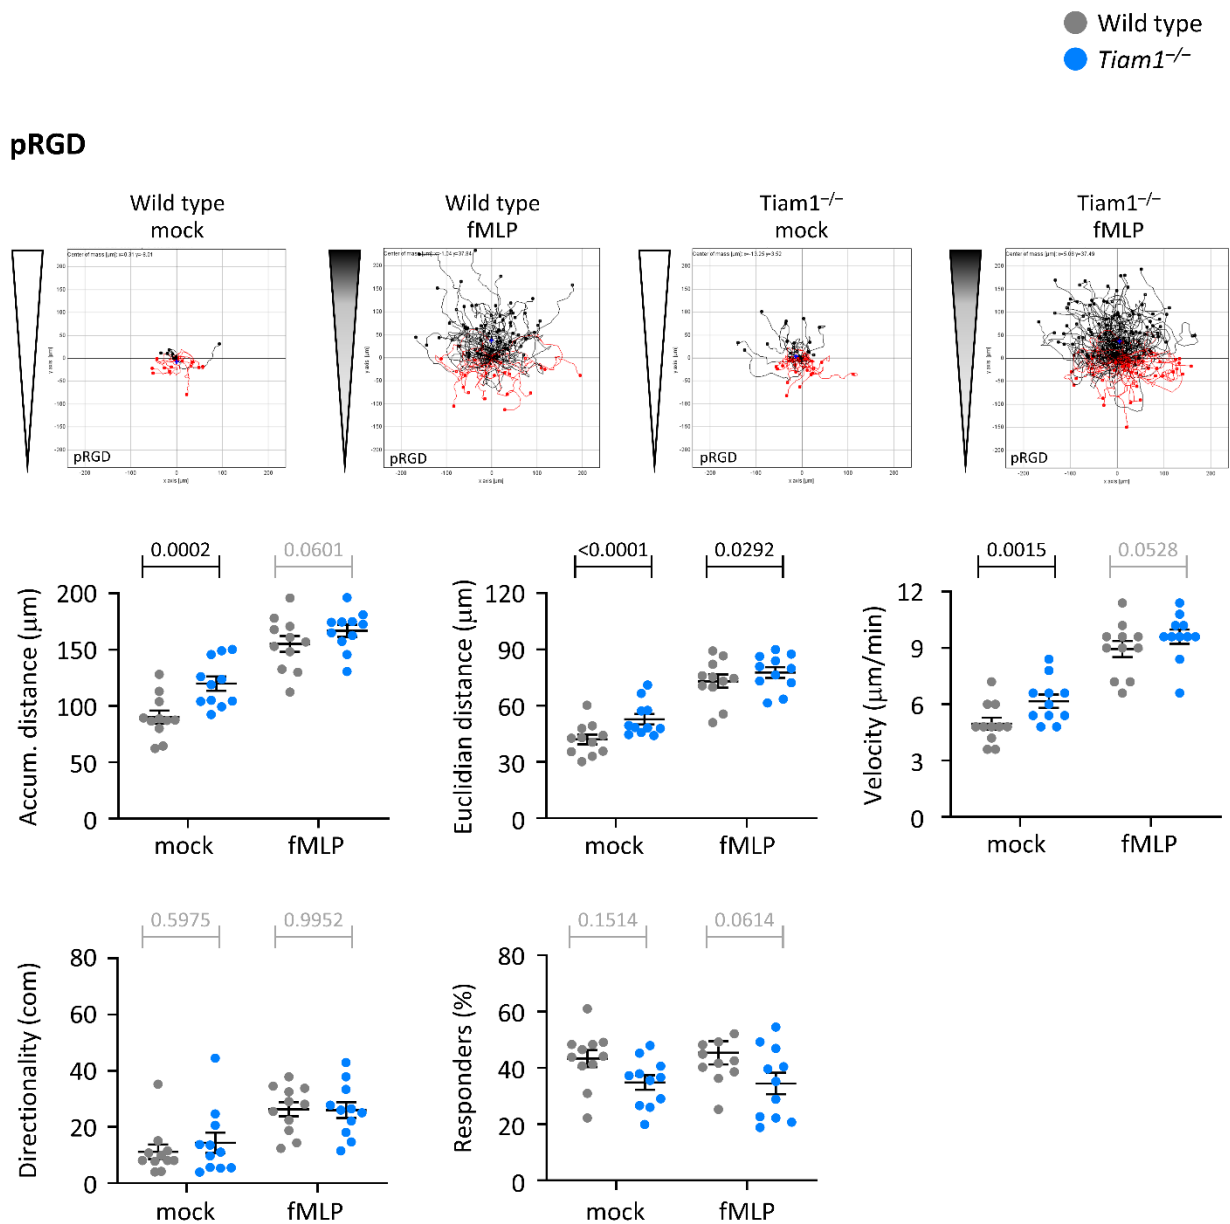 Wild type
Tiam1–/–
pRGD
Wild type
mock
Wild type
fMLP
Tiam1–/–
mock
Tiam1–/–
fMLP
pRGD
pRGD
pRGD
pRGD
0.0002
0.0601
Accum. distance (μm)
200
150
100
50
0
mock
fMLP
<0.0001
0.0292
Euclidian distance (μm)
120
90
60
30
0
mock
fMLP
0.0015
0.0528
Velocity (μm/min)
12
9
6
3
0
mock
fMLP
0.5975
0.9952
Directionality (com)
80
60
40
20
0
mock
fMLP
0.1514
0.0614
Responders (%)
80
60
40
20
0
mock
fMLP